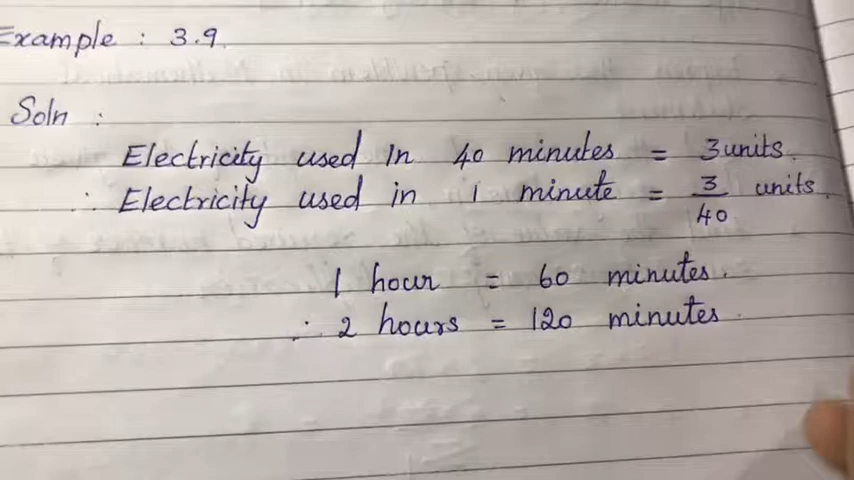 Example : 3.9.
Soln :
Electricity used in 40 minutes = 3 units.
∴ Electricity used in 1 minute = 3/40 units.
1 hour = 60 minutes.
∴ 2 hours = 120 minutes.